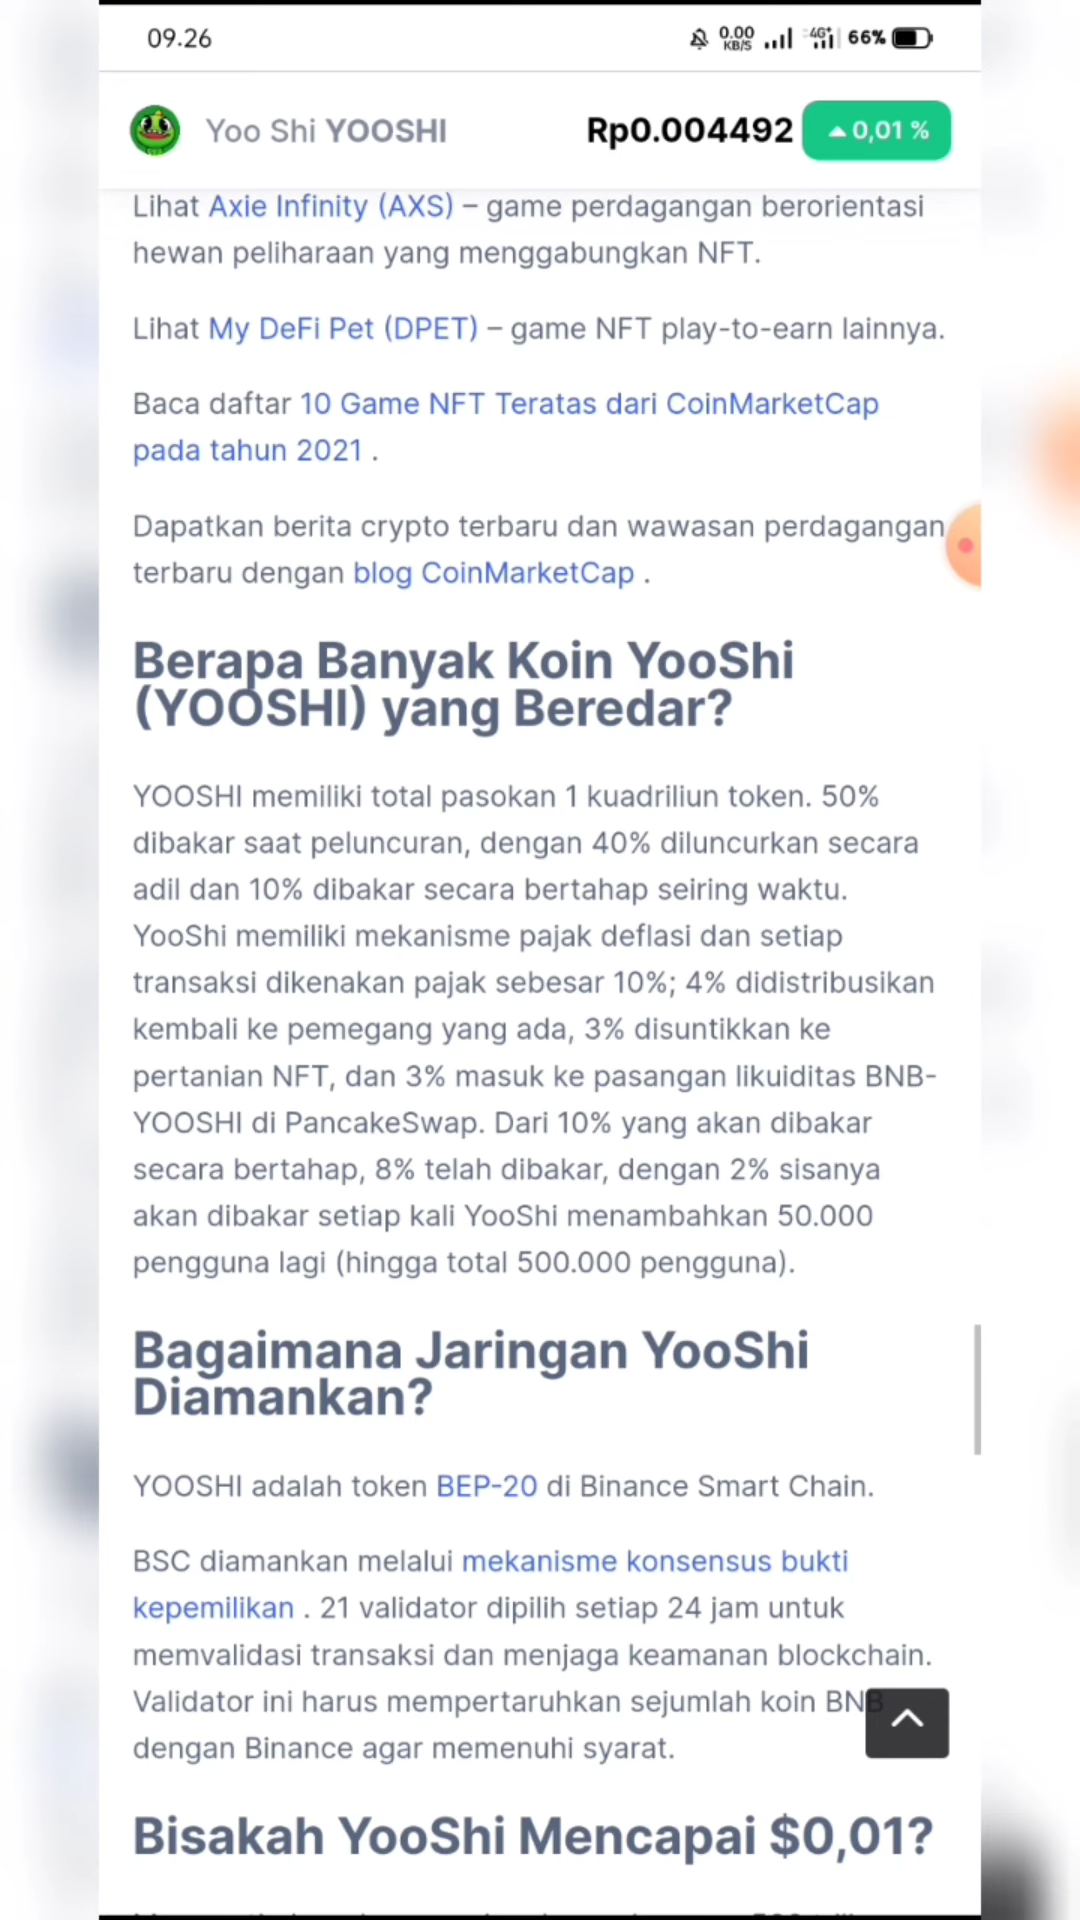 09.26
0.00
KB/S
4G+
66%
Yoo Shi YOOSHI
Rp0.004492
0,01 %
Lihat Axie Infinity (AXS) – game perdagangan berorientasi
hewan peliharaan yang menggabungkan NFT.
Lihat My DeFi Pet (DPET) – game NFT play-to-earn lainnya.
Baca daftar 10 Game NFT Teratas dari CoinMarketCap
pada tahun 2021 .
Dapatkan berita crypto terbaru dan wawasan perdagangan
terbaru dengan blog CoinMarketCap .
Berapa Banyak Koin YooShi
(YOOSHI) yang Beredar?
YOOSHI memiliki total pasokan 1 kuadriliun token. 50%
dibakar saat peluncuran, dengan 40% diluncurkan secara
adil dan 10% dibakar secara bertahap seiring waktu.
YooShi memiliki mekanisme pajak deflasi dan setiap
transaksi dikenakan pajak sebesar 10%; 4% didistribusikan
kembali ke pemegang yang ada, 3% disuntikkan ke
pertanian NFT, dan 3% masuk ke pasangan likuiditas BNB-
YOOSHI di PancakeSwap. Dari 10% yang akan dibakar
secara bertahap, 8% telah dibakar, dengan 2% sisanya
akan dibakar setiap kali YooShi menambahkan 50.000
pengguna lagi (hingga total 500.000 pengguna).
Bagaimana Jaringan YooShi
Diamankan?
YOOSHI adalah token BEP-20 di Binance Smart Chain.
BSC diamankan melalui mekanisme konsensus bukti
kepemilikan . 21 validator dipilih setiap 24 jam untuk
memvalidasi transaksi dan menjaga keamanan blockchain.
Validator ini harus mempertaruhkan sejumlah koin BNB
dengan Binance agar memenuhi syarat.
Bisakah YooShi Mencapai $0,01?